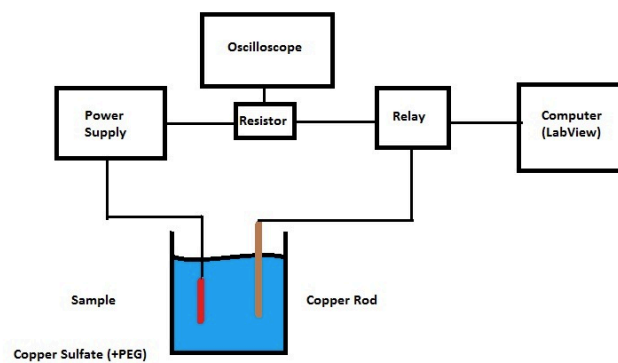 Oscilloscope
Power
Supply
Resistor
Relay
Computer
(LabView)
Sample
Copper Rod
Copper Sulfate (+PEG)